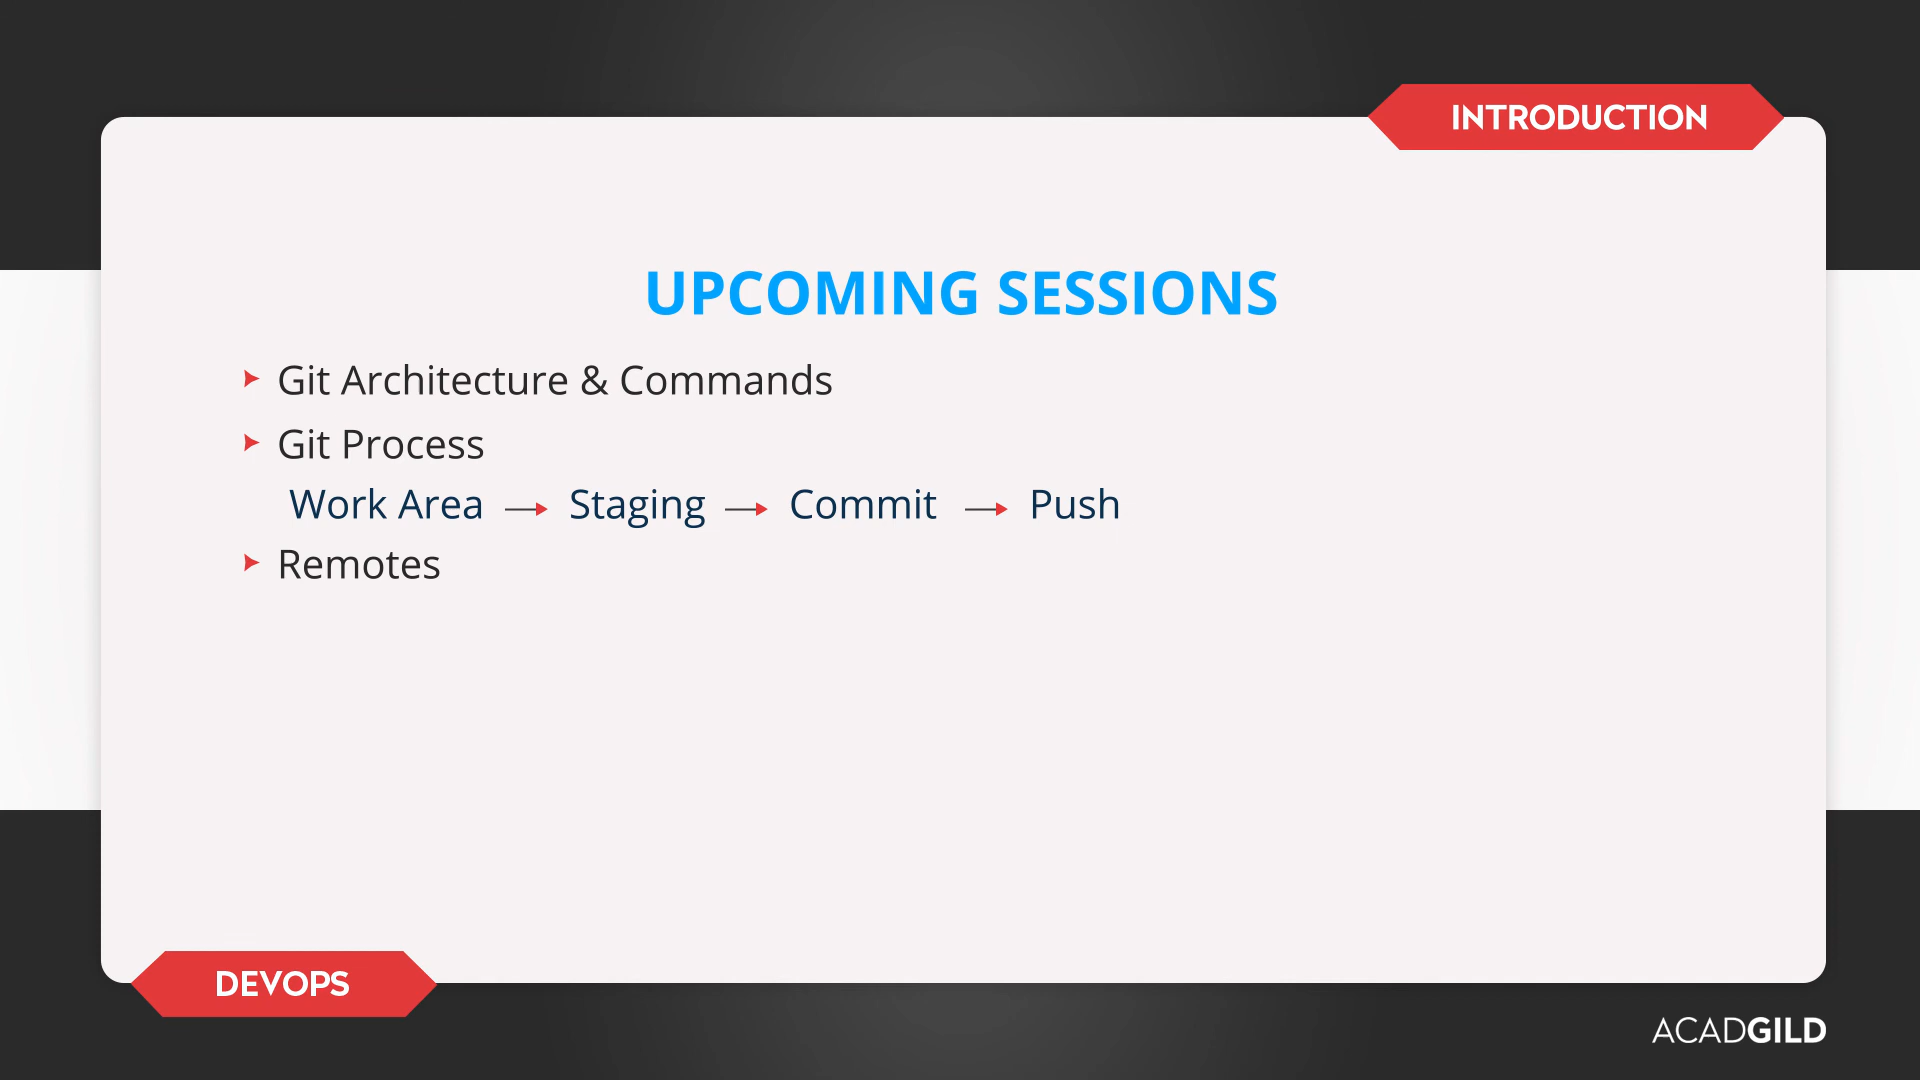 INTRODUCTION
UPCOMING SESSIONS
Git Architecture & Commands
Git Process
Work Area Staging Commit Push
Remotes
DEVOPS
ACADGILD